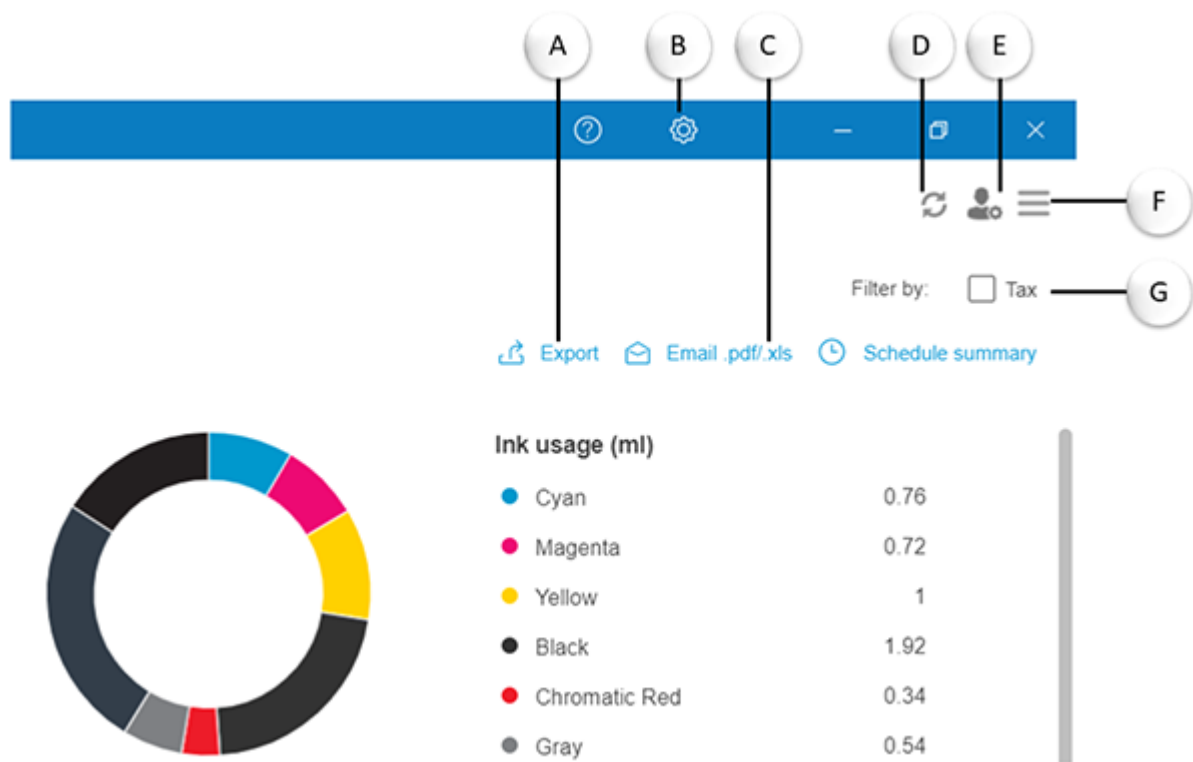 A B C D E
F
Filter by: Tax G
Export Email .pdf/.xls Schedule summary
Ink usage (ml)
Cyan 0.76
Magenta 0.72
Yellow 1
Black 1.92
Chromatic Red 0.34
Gray 0.54